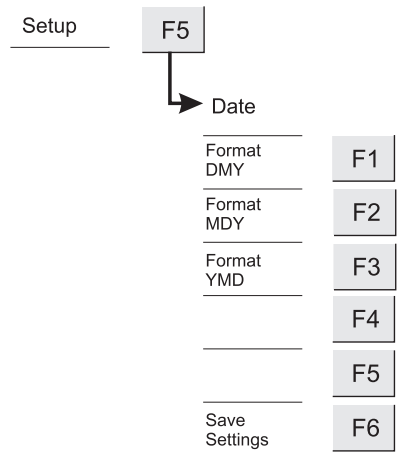 Setup F5
Date
Format
DMY F1
Format
MDY F2
Format
YMD F3
F4
F5
Save
Settings F6